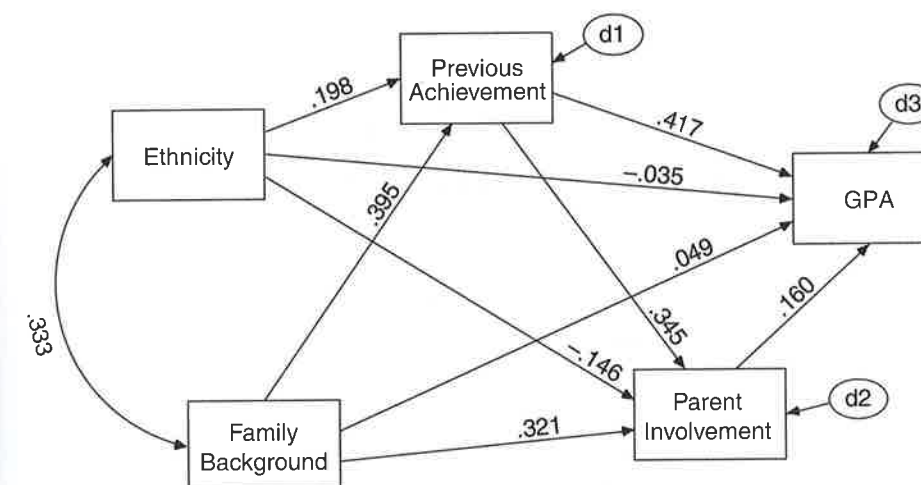 d1
Previous
Achievement
.198
.417
d3
Ethnicity
−.035
GPA
.395
.049
.333
.345
.160
−.146
Parent
Involvement
d2
.321
Family
Background